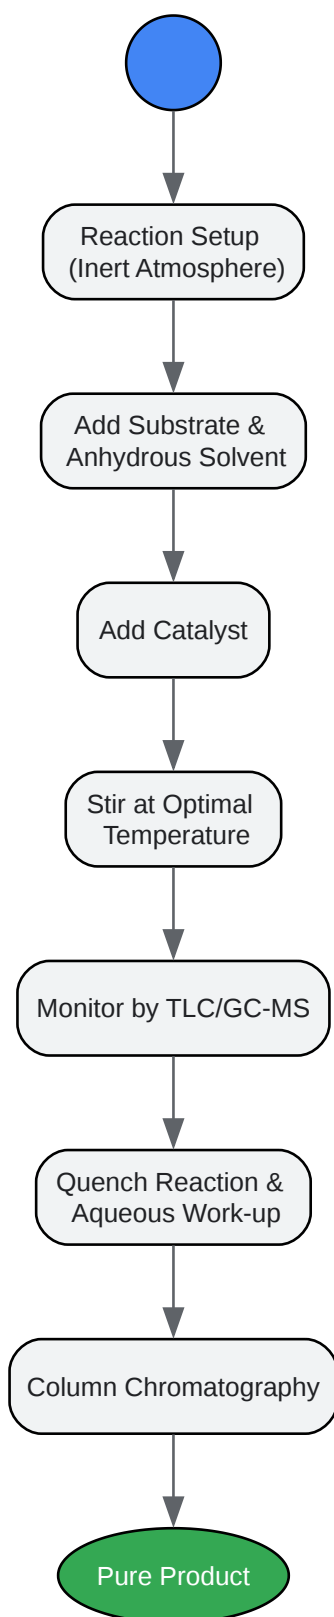 Reaction Setup
(Inert Atmosphere)
Add Substrate &
Anhydrous Solvent
Add Catalyst
Stir at Optimal
Temperature
Monitor by TLC/GC-MS
Quench Reaction &
Aqueous Work-up
Column Chromatography
Pure Product